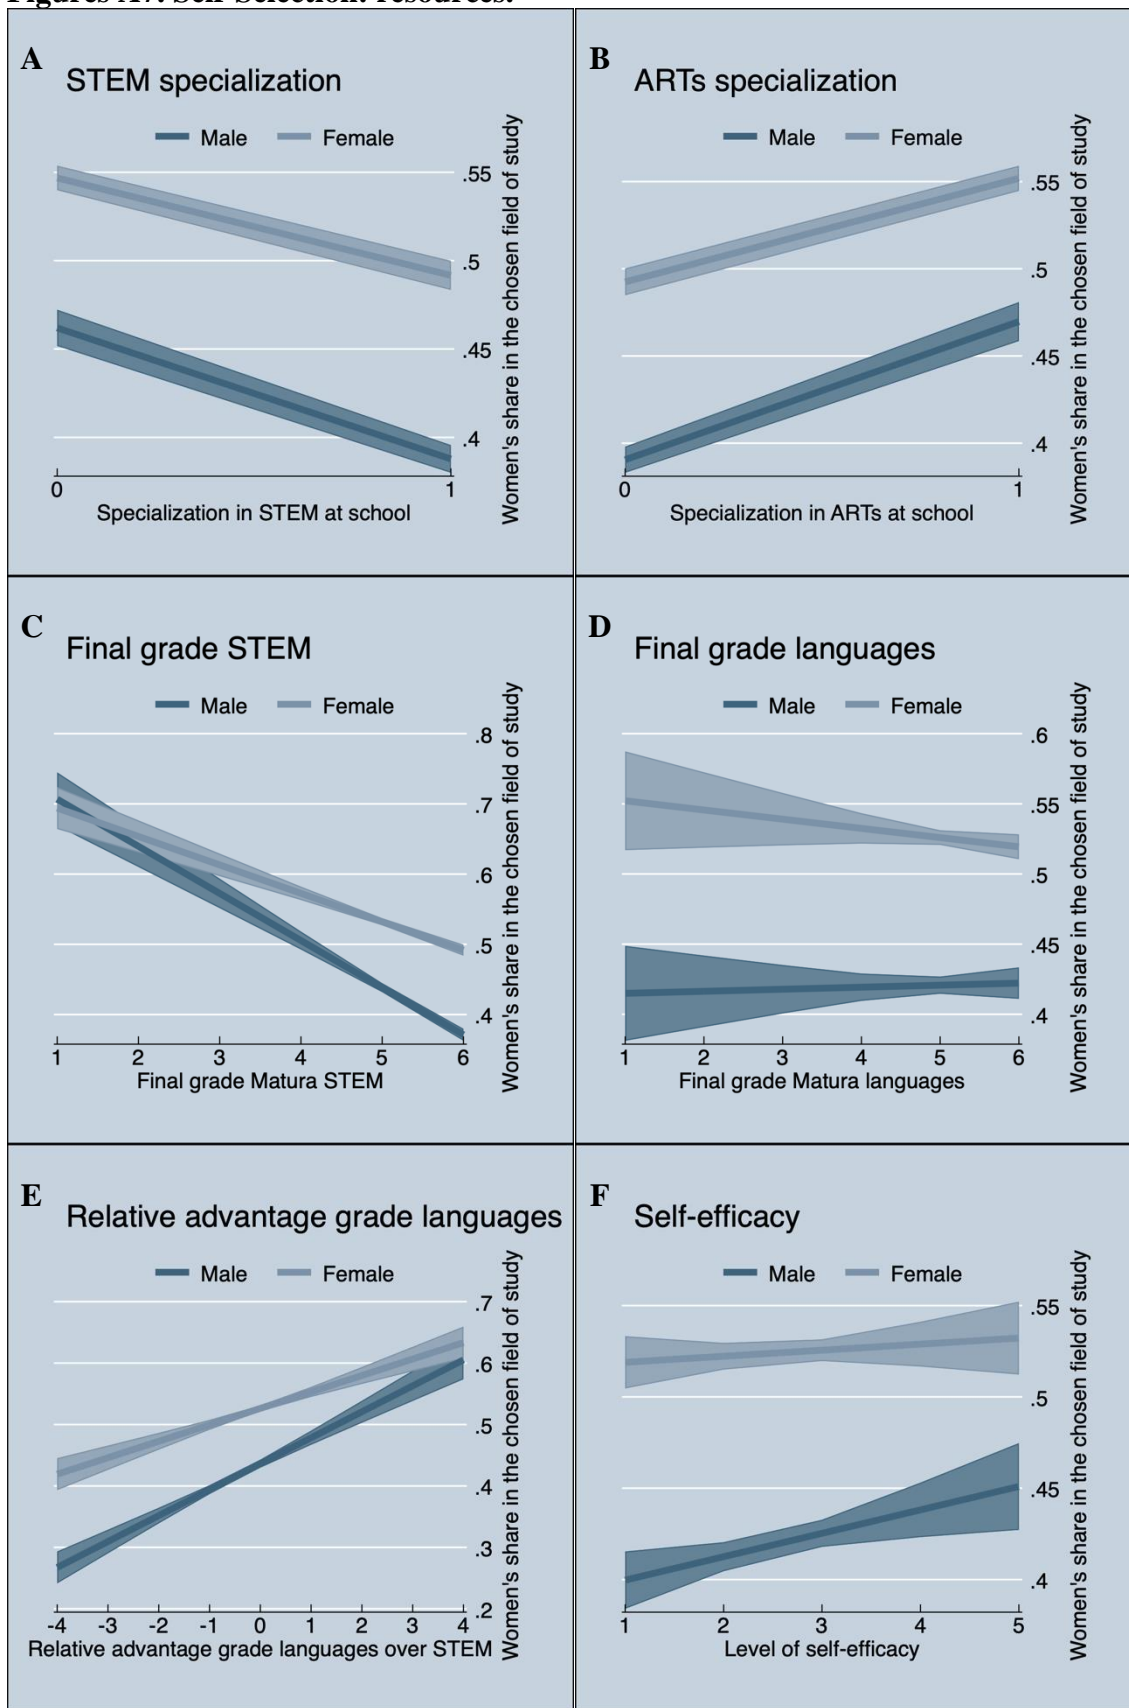 Figures A7. Self-Selection: resources.
A
STEM specialization
Male Female
.55
.5
.45
.4
Women's share in the chosen field of study
0 1
Specialization in STEM at school
B
ARTs specialization
Male Female
.55
.5
.45
.4
Women's share in the chosen field of study
0 1
Specialization in ARTs at school
C
Final grade STEM
Male Female
.8
.7
.6
.5
.4
Women's share in the chosen field of study
1 2 3 4 5 6
Final grade Matura STEM
D
Final grade languages
Male Female
.6
.55
.5
.45
.4
Women's share in the chosen field of study
1 2 3 4 5 6
Final grade Matura languages
E
Relative advantage grade languages
Male Female
.7
.6
.5
.4
.3
.2
Women's share in the chosen field of study
-4 -3 -2 -1 0 1 2 3 4
Relative advantage grade languages over STEM
F
Self-efficacy
Male Female
.55
.5
.45
.4
Women's share in the chosen field of study
1 2 3 4 5
Level of self-efficacy